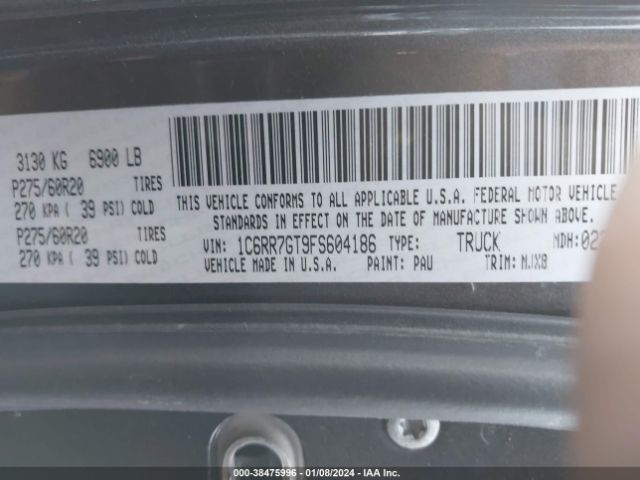 3130 KG 6900 LB
P275/60R20 TIRES
270 KPA ( 39 PSI) COLD
P275/60R20 TIRES
270 KPA ( 39 PSI) COLD
THIS VEHICLE CONFORMS TO ALL APPLICABLE U.S.A. FEDERAL MOTOR VEHICLE
STANDARDS IN EFFECT ON THE DATE OF MANUFACTURE SHOWN ABOVE.
VIN: 1C6RR7GT9FS604186 TYPE: TRUCK MDH:
VEHICLE MADE IN U.S.A. PAINT: PAU TRIM: MJX8
000-38475996 - 01/08/2024 - IAA Inc.